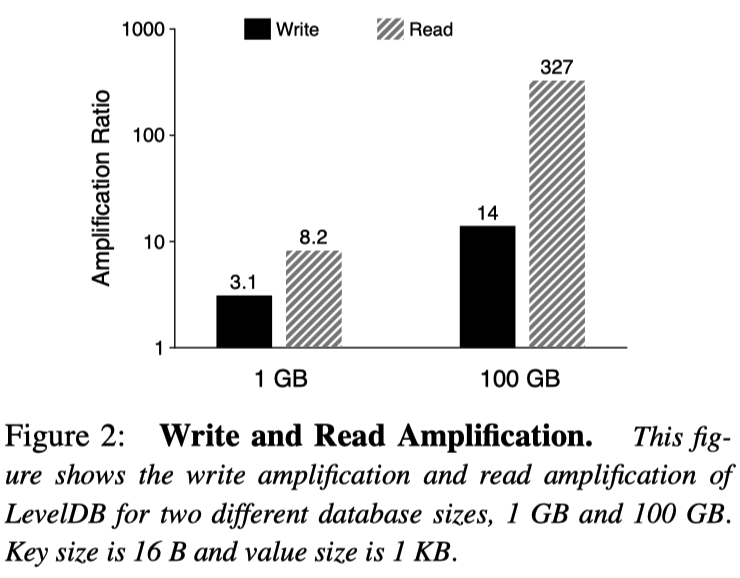 1000
Write
Read
327
Amplification Ratio
100
14
10
8.2
3.1
1
1 GB
100 GB
Figure 2: Write and Read Amplification. This fig-
ure shows the write amplification and read amplification of
LevelDB for two different database sizes, 1 GB and 100 GB.
Key size is 16 B and value size is 1 KB.